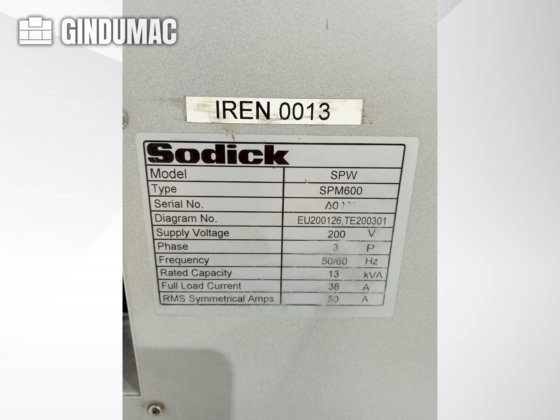 GINDUMAC
IREN 0013
Sodick
Model SPW
Type SPM600
Serial No.
Diagram No. EU200126,TE200301
Supply Voltage 200 V
Phase 3 P
Frequency 50/60 Hz
Rated Capacity 13 kVA
Full Load Current 38 A
RMS Symmetrical Amps 50 A